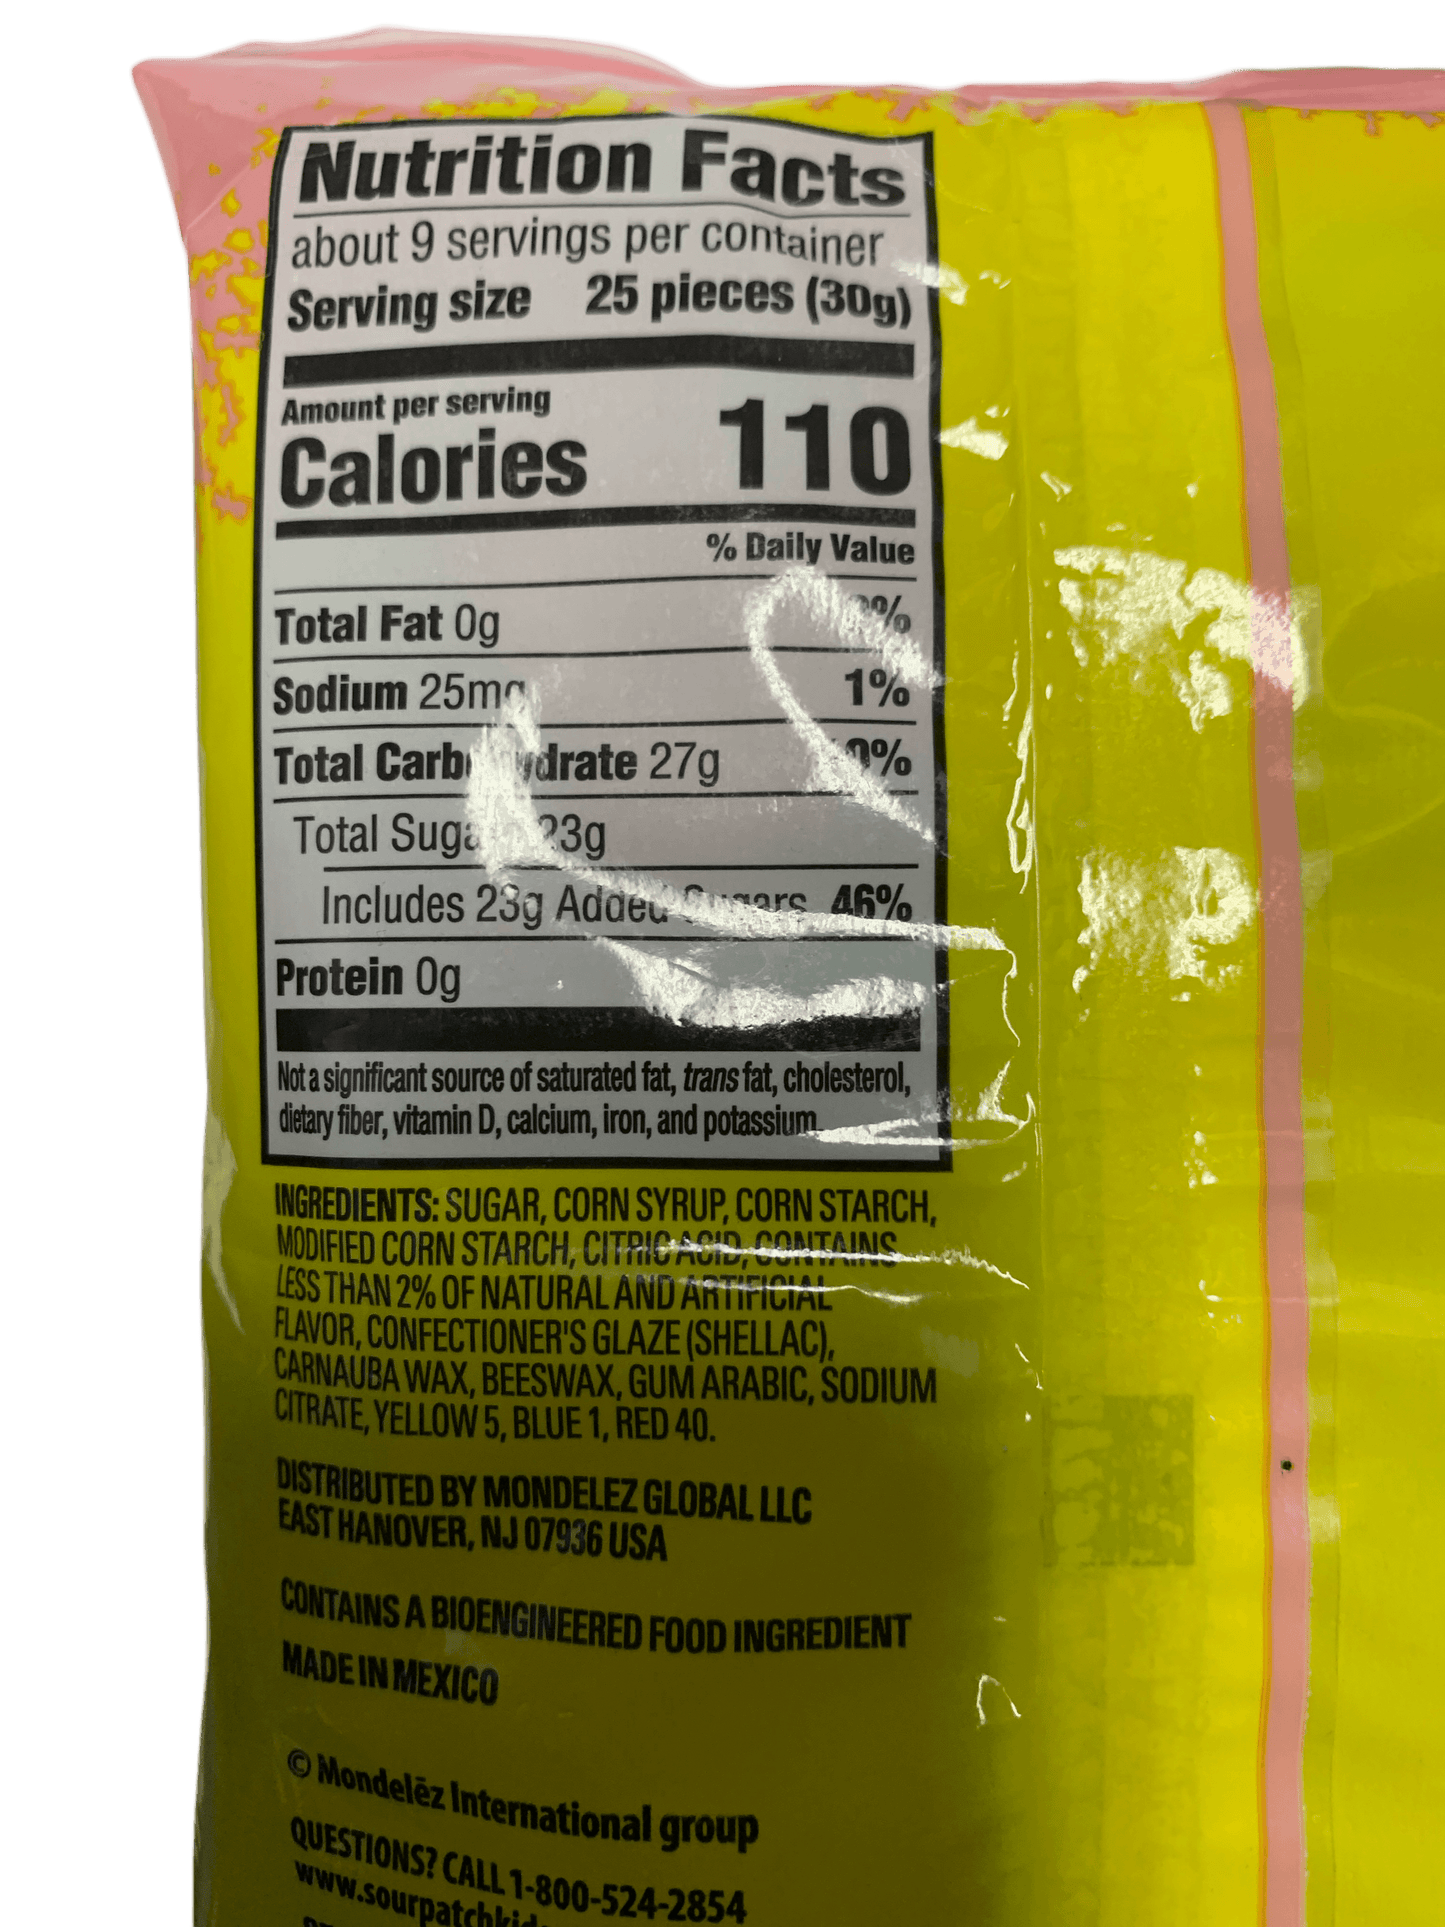 Nutrition Facts
about 9 servings per container
Serving size 25 pieces (30g)
Amount per serving
Calories 110
% Daily Value
Total Fat 0g
Sodium 25mg 1%
Total Carbohydrate 27g
Total Sugars 23g
Includes 23g Added Sugars 46%
Protein 0g
Not a significant source of saturated fat, trans fat, cholesterol,
dietary fiber, vitamin D, calcium, iron, and potassium.
INGREDIENTS: SUGAR, CORN SYRUP, CORN STARCH,
MODIFIED CORN STARCH, CITRIC ACID, CONTAINS
LESS THAN 2% OF NATURAL AND ARTIFICIAL
FLAVOR, CONFECTIONER'S GLAZE (SHELLAC),
CARNAUBA WAX, BEESWAX, GUM ARABIC, SODIUM
CITRATE, YELLOW 5, BLUE 1, RED 40.
DISTRIBUTED BY MONDELEZ GLOBAL LLC
EAST HANOVER, NJ 07936 USA
CONTAINS A BIOENGINEERED FOOD INGREDIENT
MADE IN MEXICO
© Mondelēz International group
QUESTIONS? CALL 1-800-524-2854